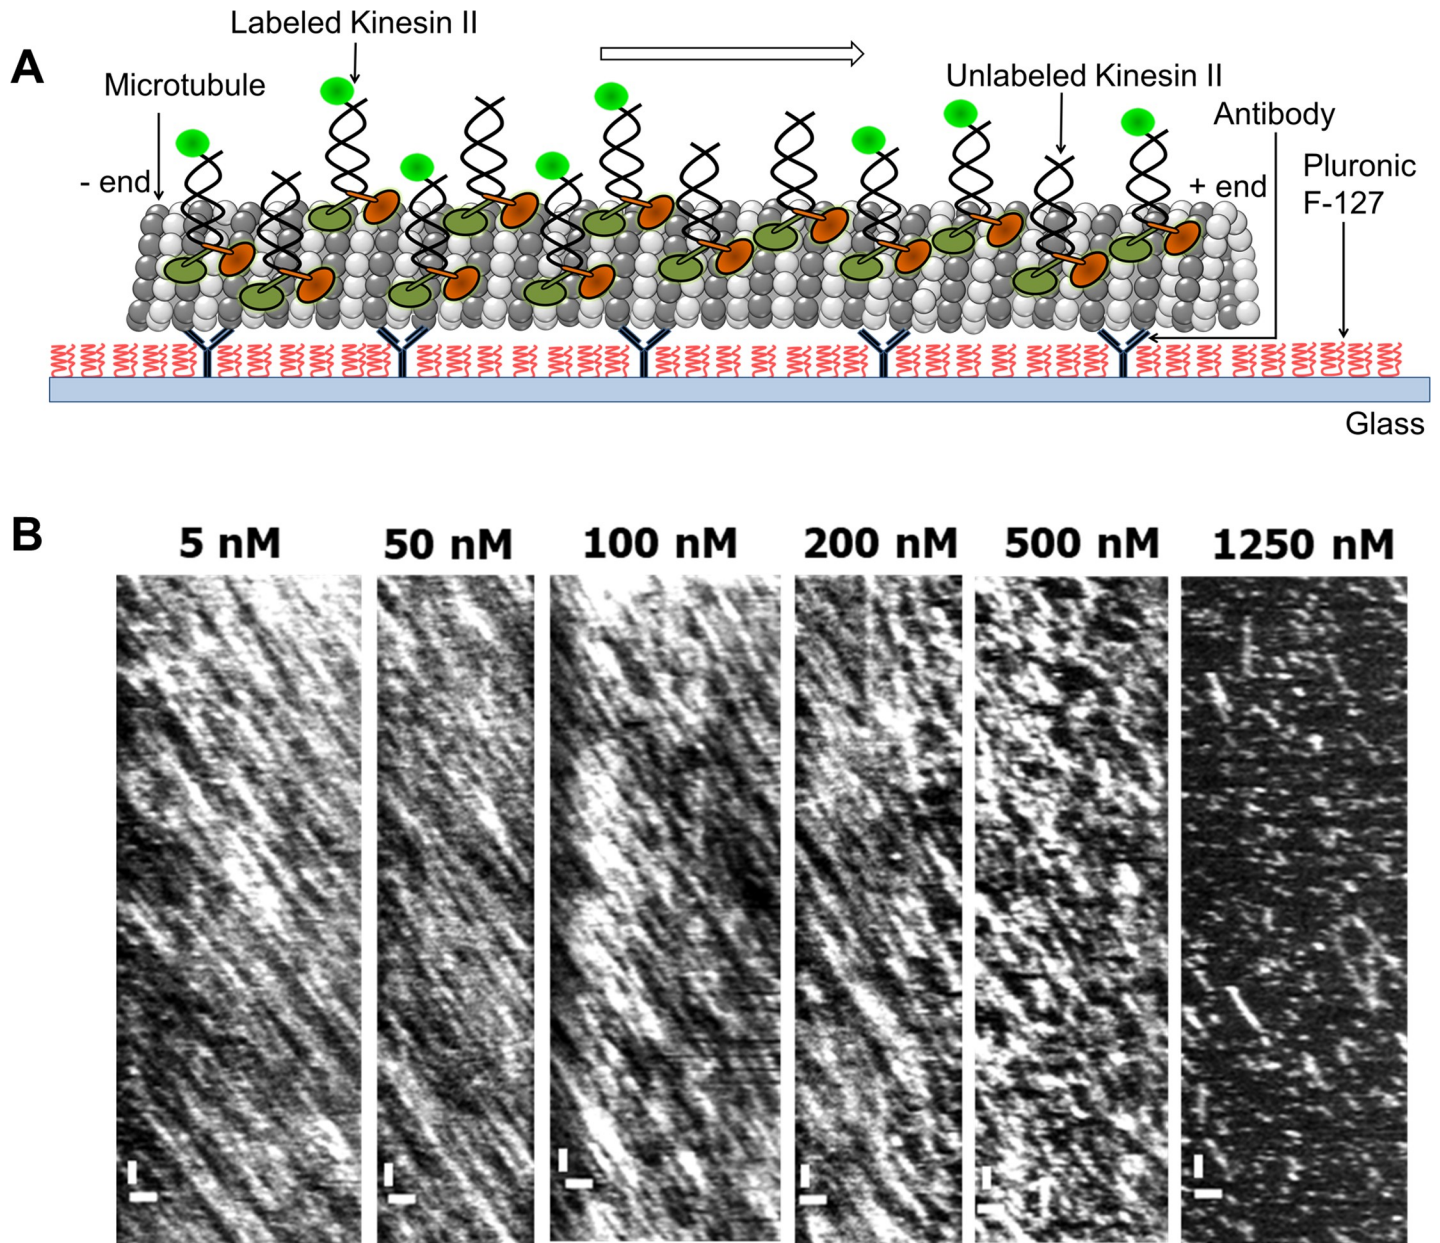 A
Labeled Kinesin II
Microtubule
Unlabeled Kinesin II
Antibody
Pluronic
F-127
- end
+ end
Glass
B
5 nM
50 nM
100 nM
200 nM
500 nM
1250 nM